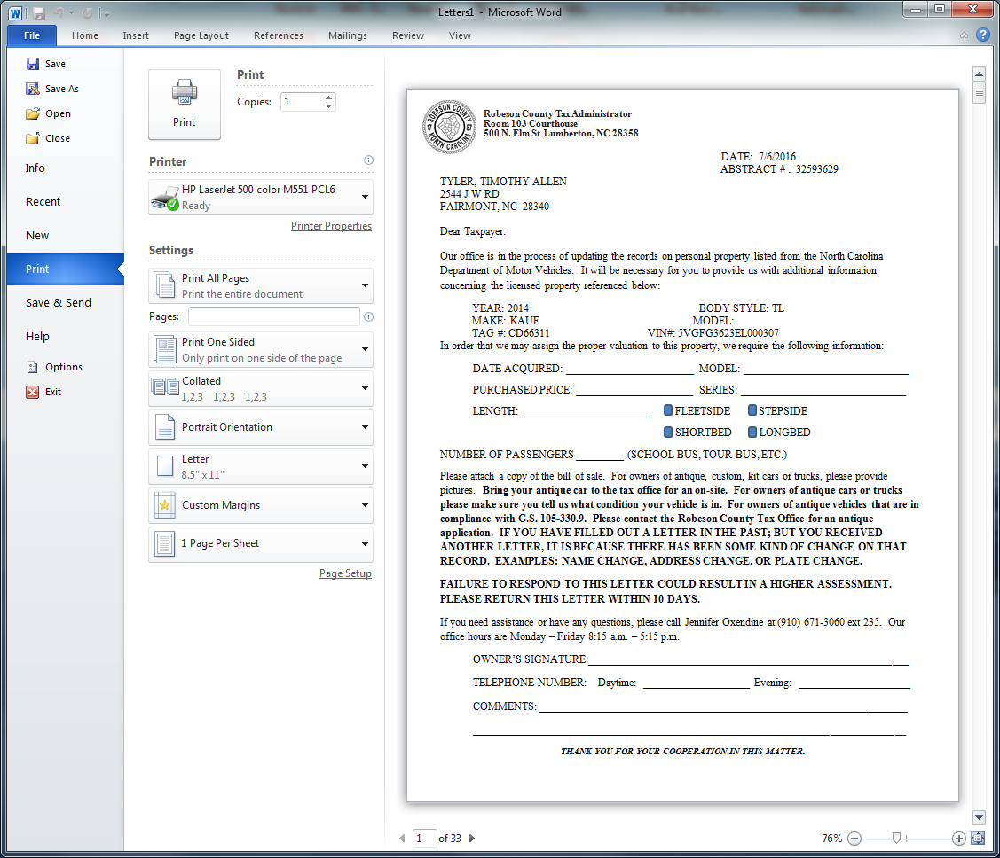 Letters1 - Microsoft Word
File Home Insert Page Layout References Mailings Review View
Save
Save As
Open
Close
Info
Recent
New
Print
Save & Send
Help
Options
Exit
Print
Print
Copies: 1
Printer
HP LaserJet 500 color M551 PCL6
Ready
Printer Properties
Settings
Print All Pages
Print the entire document
Pages:
Print One Sided
Only print on one side of the page
Collated
1,2,3 1,2,3 1,2,3
Portrait Orientation
Letter
8.5" x 11"
Custom Margins
1 Page Per Sheet
Page Setup
ROBESON COUNTY
17 87
NORTH CAROLINA
Robeson County Tax Administrator
Room 103 Courthouse
500 N. Elm St Lumberton, NC 28358
DATE: 7/6/2016
ABSTRACT # : 32593629
TYLER, TIMOTHY ALLEN
2544 J W RD
FAIRMONT, NC 28340
Dear Taxpayer:
Our office is in the process of updating the records on personal property listed from the North Carolina
Department of Motor Vehicles. It will be necessary for you to provide us with additional information
concerning the licensed property referenced below:
YEAR: 2014 BODY STYLE: TL
MAKE: KAUF MODEL:
TAG #: CD66311 VIN#: 5VGFG3623EL000307
In order that we may assign the proper valuation to this property, we require the following information:
DATE ACQUIRED: ____ MODEL: ____
PURCHASED PRICE: ____ SERIES: ____
LENGTH: ____ FLEETSIDE STEPSIDE
SHORTBED LONGBED
NUMBER OF PASSENGERS ____ (SCHOOL BUS, TOUR BUS, ETC.)
Please attach a copy of the bill of sale. For owners of antique, custom, kit cars or trucks, please provide
pictures. Bring your antique car to the tax office for an on-site. For owners of antique cars or trucks
please make sure you tell us what condition your vehicle is in. For owners of antique vehicles that are in
compliance with G.S. 105-330.9. Please contact the Robeson County Tax Office for an antique
application. IF YOU HAVE FILLED OUT A LETTER IN THE PAST; BUT YOU RECEIVED
ANOTHER LETTER, IT IS BECAUSE THERE HAS BEEN SOME KIND OF CHANGE ON THAT
RECORD. EXAMPLES: NAME CHANGE, ADDRESS CHANGE, OR PLATE CHANGE.
FAILURE TO RESPOND TO THIS LETTER COULD RESULT IN A HIGHER ASSESSMENT.
PLEASE RETURN THIS LETTER WITHIN 10 DAYS.
If you need assistance or have any questions, please call Jennifer Oxendine at (910) 671-3060 ext 235. Our
office hours are Monday – Friday 8:15 a.m. – 5:15 p.m.
OWNER'S SIGNATURE: ____
TELEPHONE NUMBER: Daytime: ____ Evening: ____
COMMENTS: ____
THANK YOU FOR YOUR COOPERATION IN THIS MATTER.
1 of 33
76%